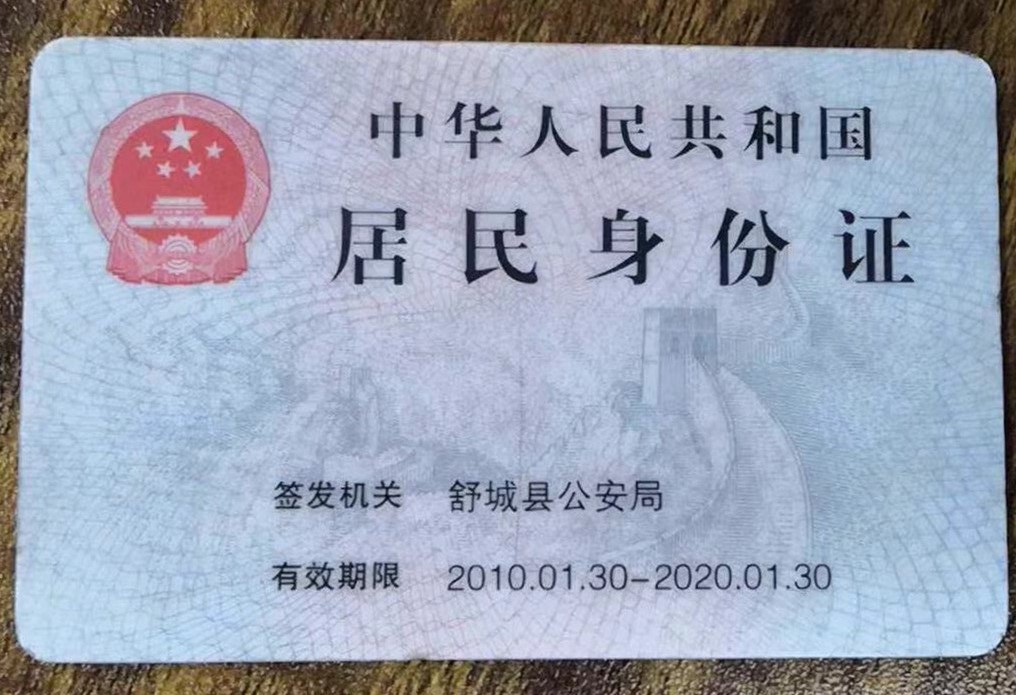 中华人民共和国
居民身份证
签发机关 舒城县公安局
有效期限 2010.01.30-2020.01.30